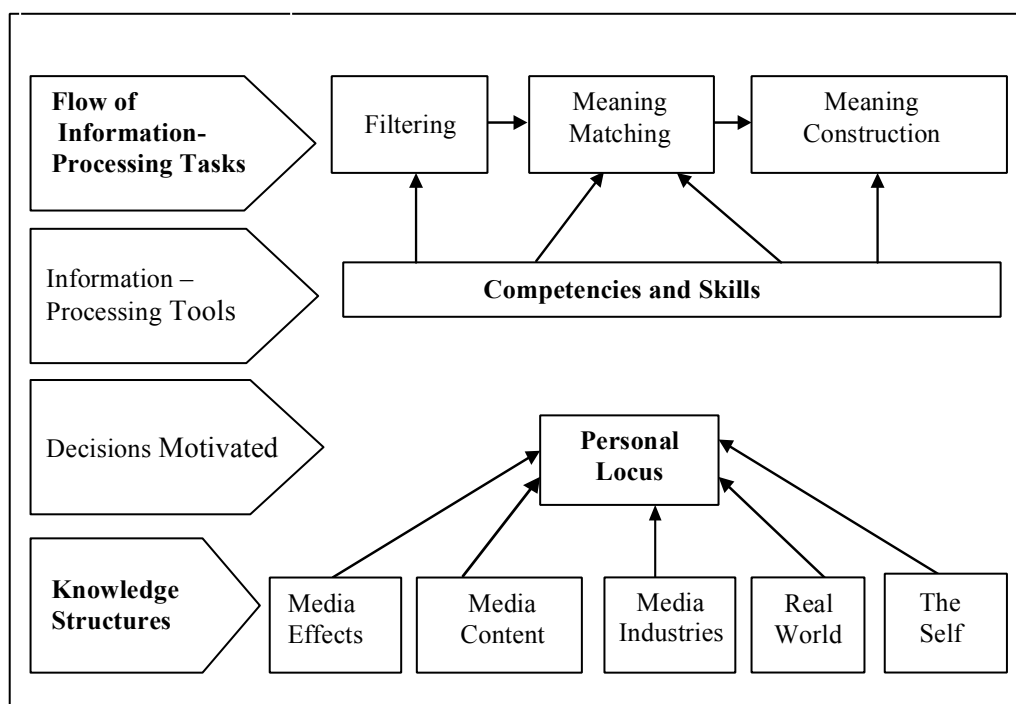 Flow of
Information-
Processing Tasks
Filtering
Meaning
Matching
Meaning
Construction
Information –
Processing Tools
Competencies and Skills
Decisions Motivated
Personal
Locus
Knowledge
Structures
Media
Effects
Media
Content
Media
Industries
Real
World
The
Self